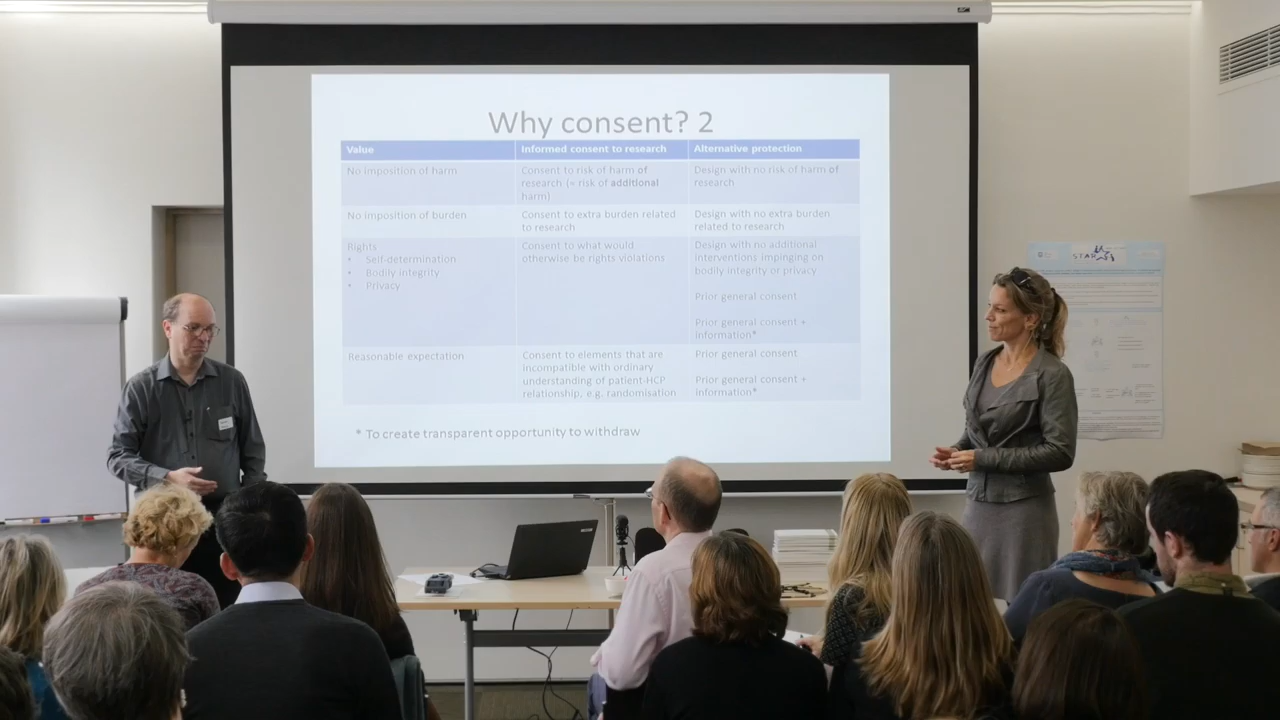 Why consent? 2
Value
Informed consent to research
Alternative protection
No imposition of harm
Consent to risk of harm of
research (= risk of additional
harm)
Design with no risk of harm of
research
No imposition of burden
Consent to extra burden related
to research
Design with no extra burden
related to research
Rights
• Self-determination
• Bodily integrity
• Privacy
Consent to what would
otherwise be rights violations
Design with no additional
interventions impinging on
bodily integrity or privacy
Prior general consent
Prior general consent +
information*
Reasonable expectation
Consent to elements that are
incompatible with ordinary
understanding of patient-HCP
relationship, e.g. randomisation
Prior general consent
Prior general consent +
information*
* To create transparent opportunity to withdraw
STAR